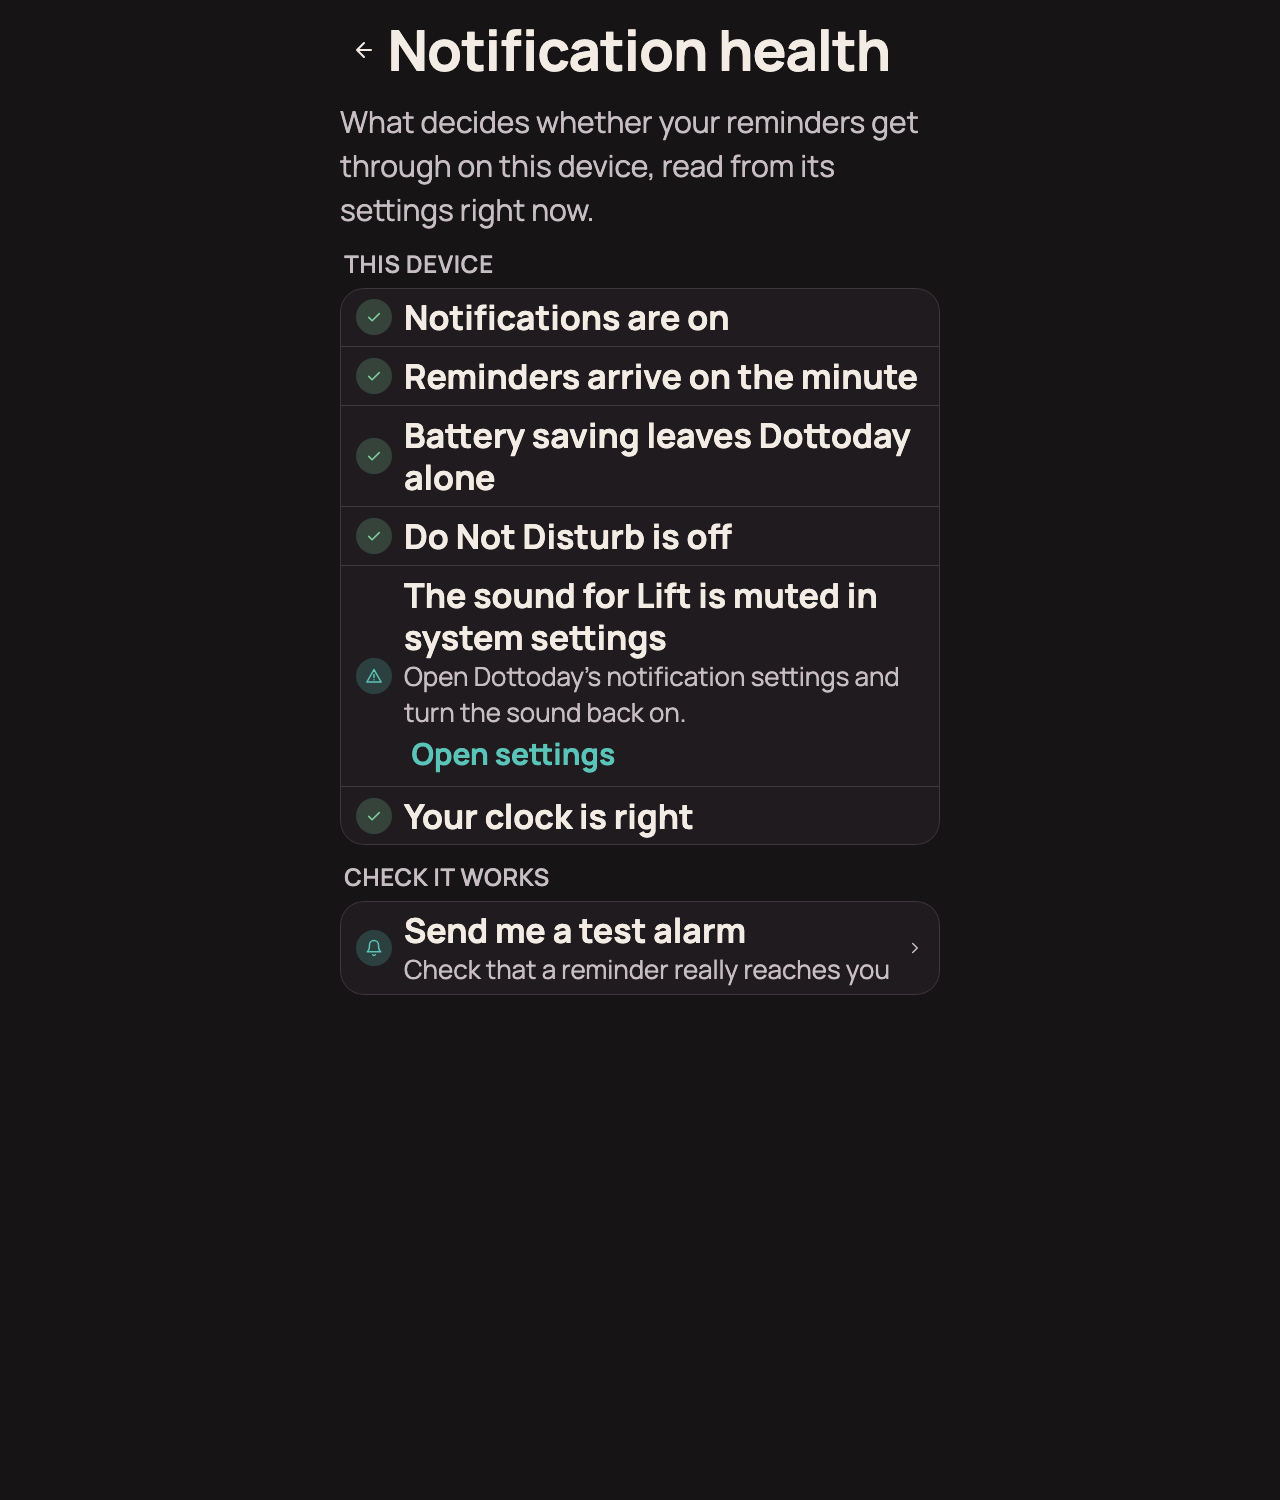 Notification health
What decides whether your reminders get
through on this device, read from its
settings right now.
THIS DEVICE
Notifications are on
Reminders arrive on the minute
Battery saving leaves Dottoday
alone
Do Not Disturb is off
The sound for Lift is muted in
system settings
Open Dottoday’s notification settings and
turn the sound back on.
Open settings
Your clock is right
CHECK IT WORKS
Send me a test alarm
Check that a reminder really reaches you